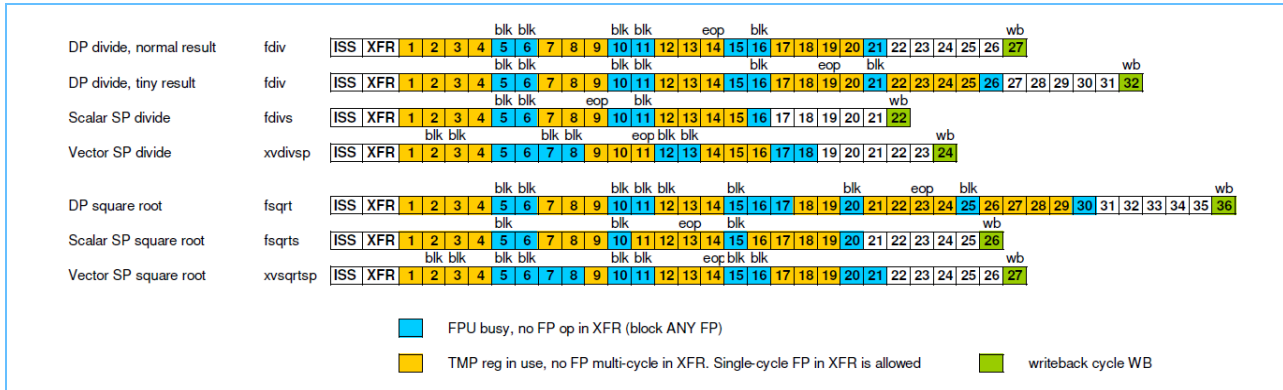 blk blk blk blk eop blk wb
DP divide, normal result fdiv ISS XFR 1 2 3 4 5 6 7 8 9 10 11 12 13 14 15 16 17 18 19 20 21 22 23 24 25 26 27
blk blk blk blk blk eop blk wb
DP divide, tiny result fdiv ISS XFR 1 2 3 4 5 6 7 8 9 10 11 12 13 14 15 16 17 18 19 20 21 22 23 24 25 26 27 28 29 30 31 32
blk blk eop blk wb
Scalar SP divide fdivs ISS XFR 1 2 3 4 5 6 7 8 9 10 11 12 13 14 15 16 17 18 19 20 21 22
blk blk blk blk eop blk blk wb
Vector SP divide xvdivsp ISS XFR 1 2 3 4 5 6 7 8 9 10 11 12 13 14 15 16 17 18 19 20 21 22 23 24
blk blk blk blk blk blk blk eop blk wb
DP square root fsqrt ISS XFR 1 2 3 4 5 6 7 8 9 10 11 12 13 14 15 16 17 18 19 20 21 22 23 24 25 26 27 28 29 30 31 32 33 34 35 36
blk blk eop blk wb
Scalar SP square root fsqrts ISS XFR 1 2 3 4 5 6 7 8 9 10 11 12 13 14 15 16 17 18 19 20 21 22 23 24 25 26
blk blk blk blk blk blk eop blk blk wb
Vector SP square root xvsqrtsp ISS XFR 1 2 3 4 5 6 7 8 9 10 11 12 13 14 15 16 17 18 19 20 21 22 23 24 25 26 27
FPU busy, no FP op in XFR (block ANY FP)
TMP reg in use, no FP multi-cycle in XFR. Single-cycle FP in XFR is allowed writeback cycle WB